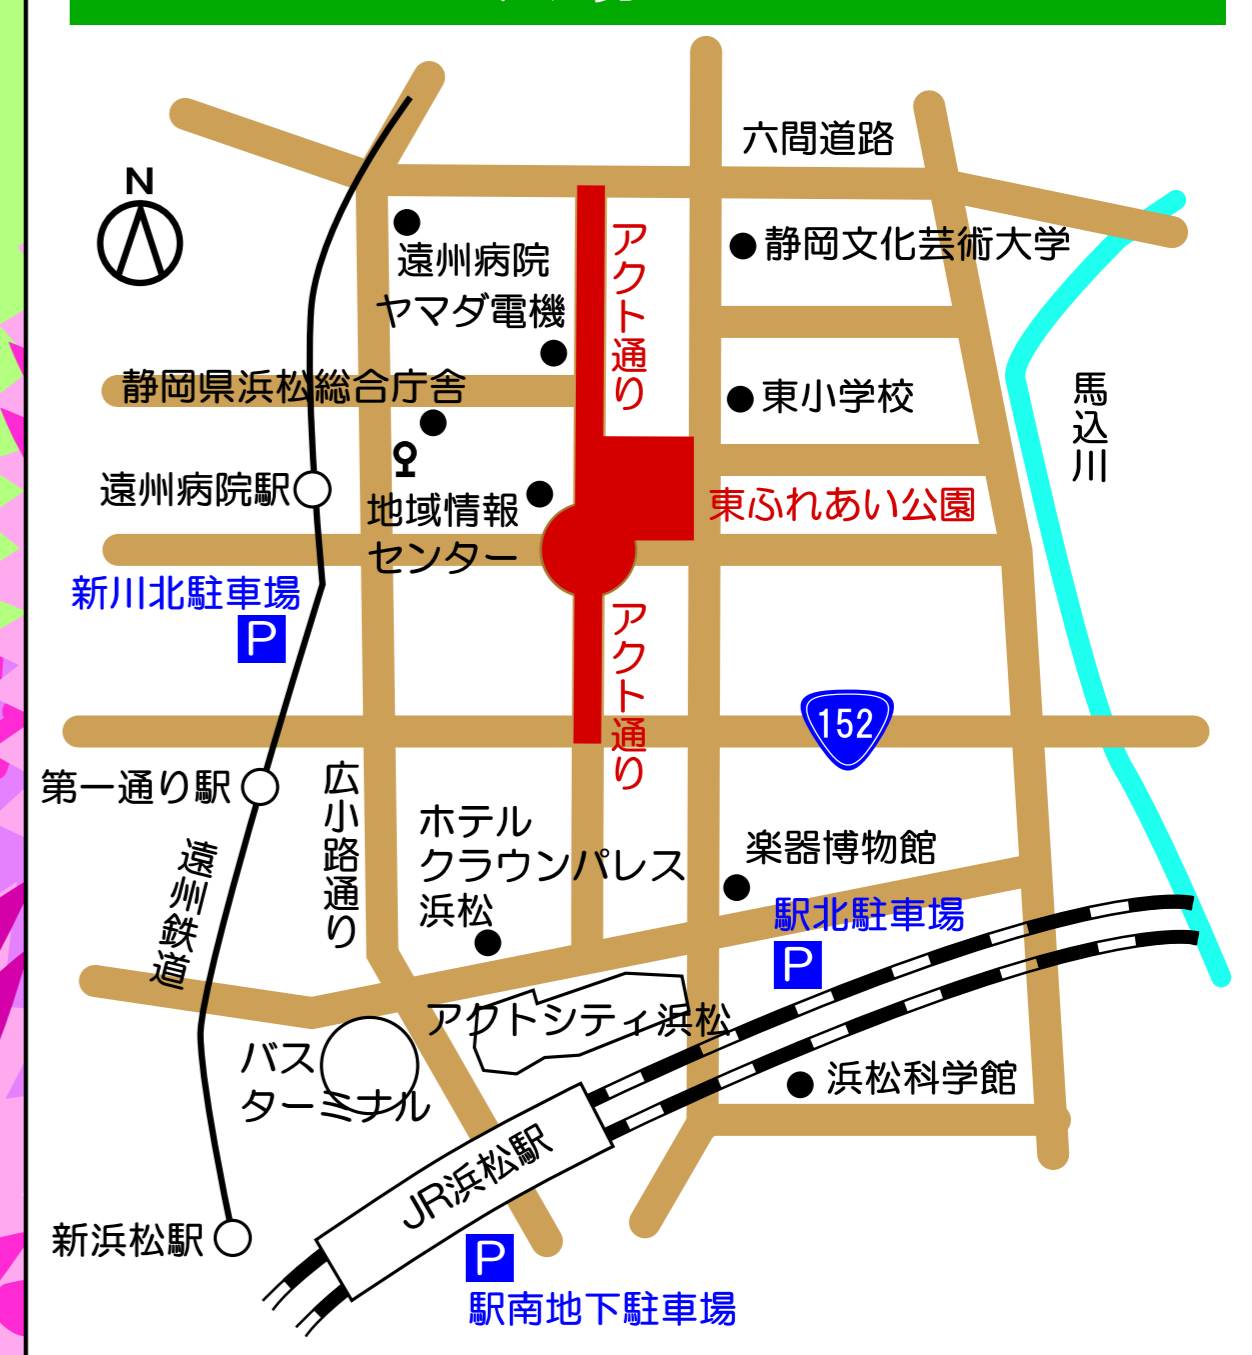 六間道路
N
遠州病院
ヤマダ電機
アクト通り
静岡文化芸術大学
静岡県浜松総合庁舎
東小学校
馬込川
遠州病院駅
地域情報
センター
東ふれあい公園
新川北駐車場
P
アクト通り
152
第一通り駅
広小路通り
遠州鉄道
ホテル
クラウンパレス
浜松
楽器博物館
駅北駐車場
P
アクトシティ浜松
バス
ターミナル
浜松科学館
JR浜松駅
新浜松駅
P
駅南地下駐車場